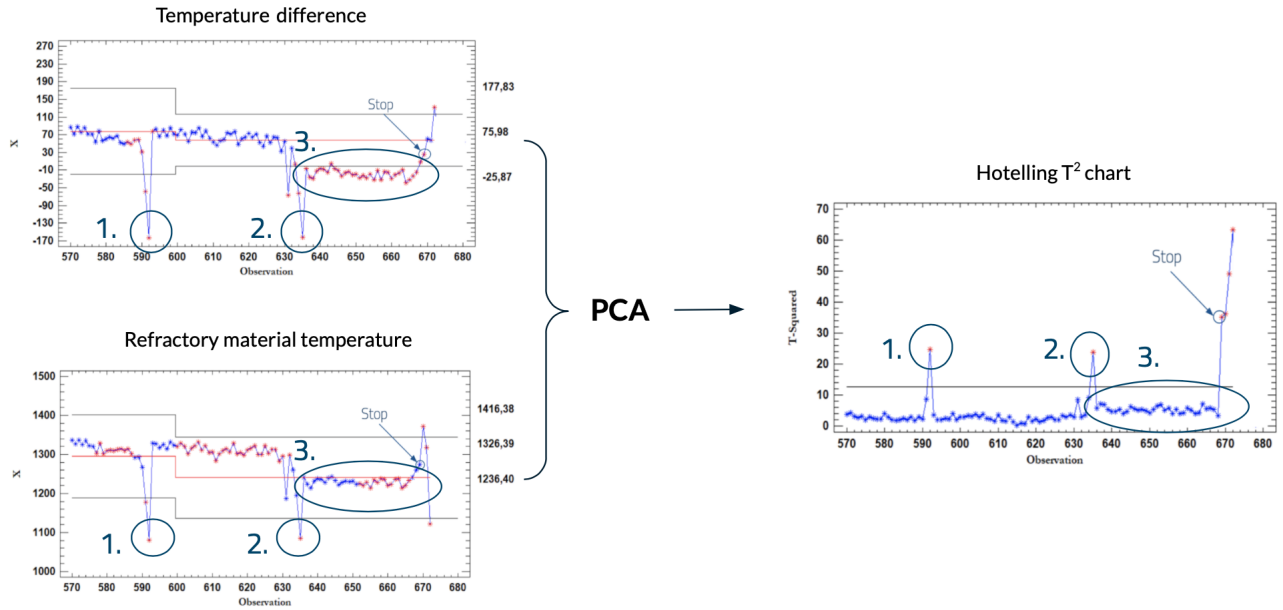 Temperature difference
270
230
190
150
110
70
30
-10
-50
-90
-130
-170
X
177,83
75,98
-25,87
Stop
3.
1.
2.
570 580 590 600 610 620 630 640 650 660 670 680
Observation
Refractory material temperature
1500
1400
1300
1200
1100
1000
X
1416,38
1326,39
1236,40
Stop
3.
1.
2.
570 580 590 600 610 620 630 640 650 660 670 680
Observation
PCA
Hotelling T² chart
70
60
50
40
30
20
10
0
T-Squared
Stop
1.
2.
3.
570 580 590 600 610 620 630 640 650 660 670 680
Observation